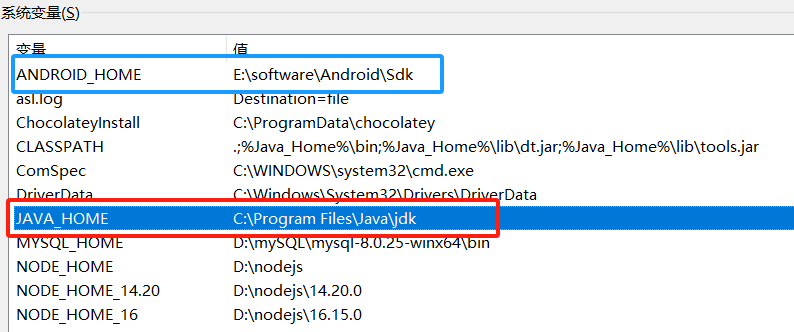 系统变量(S)
变量 值
ANDROID_HOME E:\software\Android\Sdk
asl.log Destination=file
ChocolateyInstall C:\ProgramData\chocolatey
CLASSPATH .;%Java_Home%\bin;%Java_Home%\lib\dt.jar;%Java_Home%\lib\tools.jar
ComSpec C:\WINDOWS\system32\cmd.exe
DriverData C:\Windows\System32\Drivers\DriverData
JAVA_HOME C:\Program Files\Java\jdk
MYSQL_HOME D:\mySQL\mysql-8.0.25-winx64\bin
NODE_HOME D:\nodejs
NODE_HOME_14.20 D:\nodejs\14.20.0
NODE_HOME_16 D:\nodejs\16.15.0